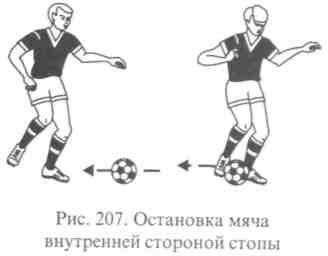 Рис. 207. Остановка мяча
внутренней стороной стопы